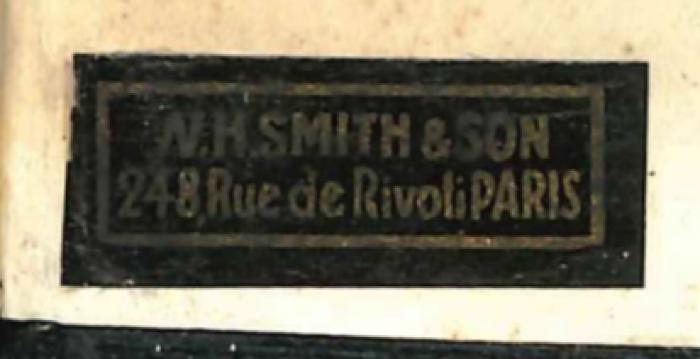 W.H.SMITH & SON
248, Rue de Rivoli PARIS